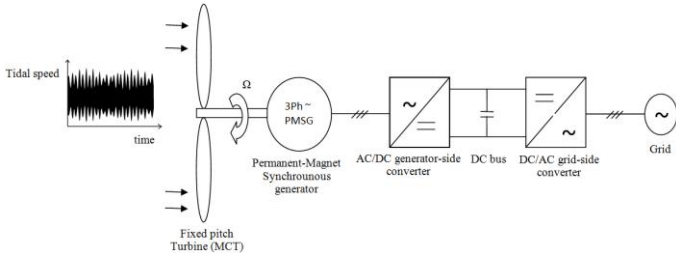 Tidal speed
time
Ω
3Ph ~
PMSG
Permanent-Magnet
Synchrounous
generator
Fixed pitch
Turbine (MCT)
~
AC/DC generator-side
converter
DC bus
~
DC/AC grid-side
converter
~
Grid